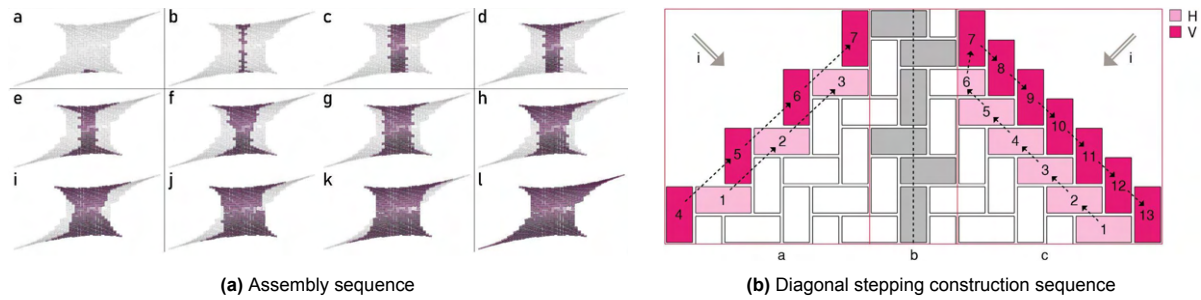 a b c d
e f g h
i j k l
(a) Assembly sequence
7
6 3
5 2
4 1
i
7
8
6 9
5 10
4 11
3 12
2 13
1
i
H
V
a b c
(b) Diagonal stepping construction sequence